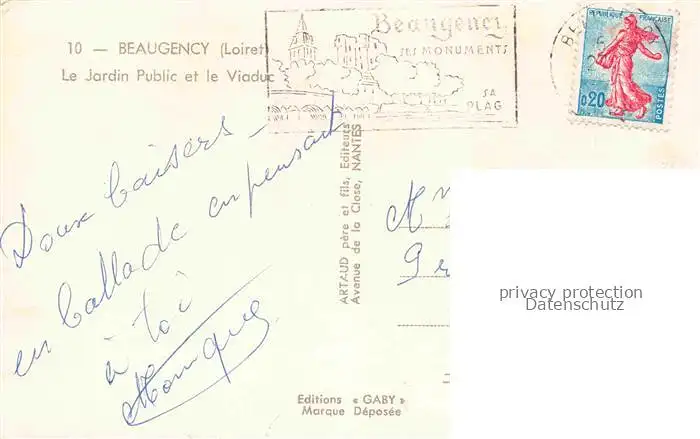 10 — BEAUGENCY (Loiret)
Le Jardin Public et le Viaduc
Beaugency
SES MONUMENTS
SA
PLAG
REPUBLIQUE FRANÇAISE
0,20
POSTES
Doux baisers
en ballade en pensant
à toi
Monique
ARTAUD père et fils, Editeurs
Avenue de la Close, NANTES
M
privacy protection
Datenschutz
Editions « GABY »
Marque Déposée